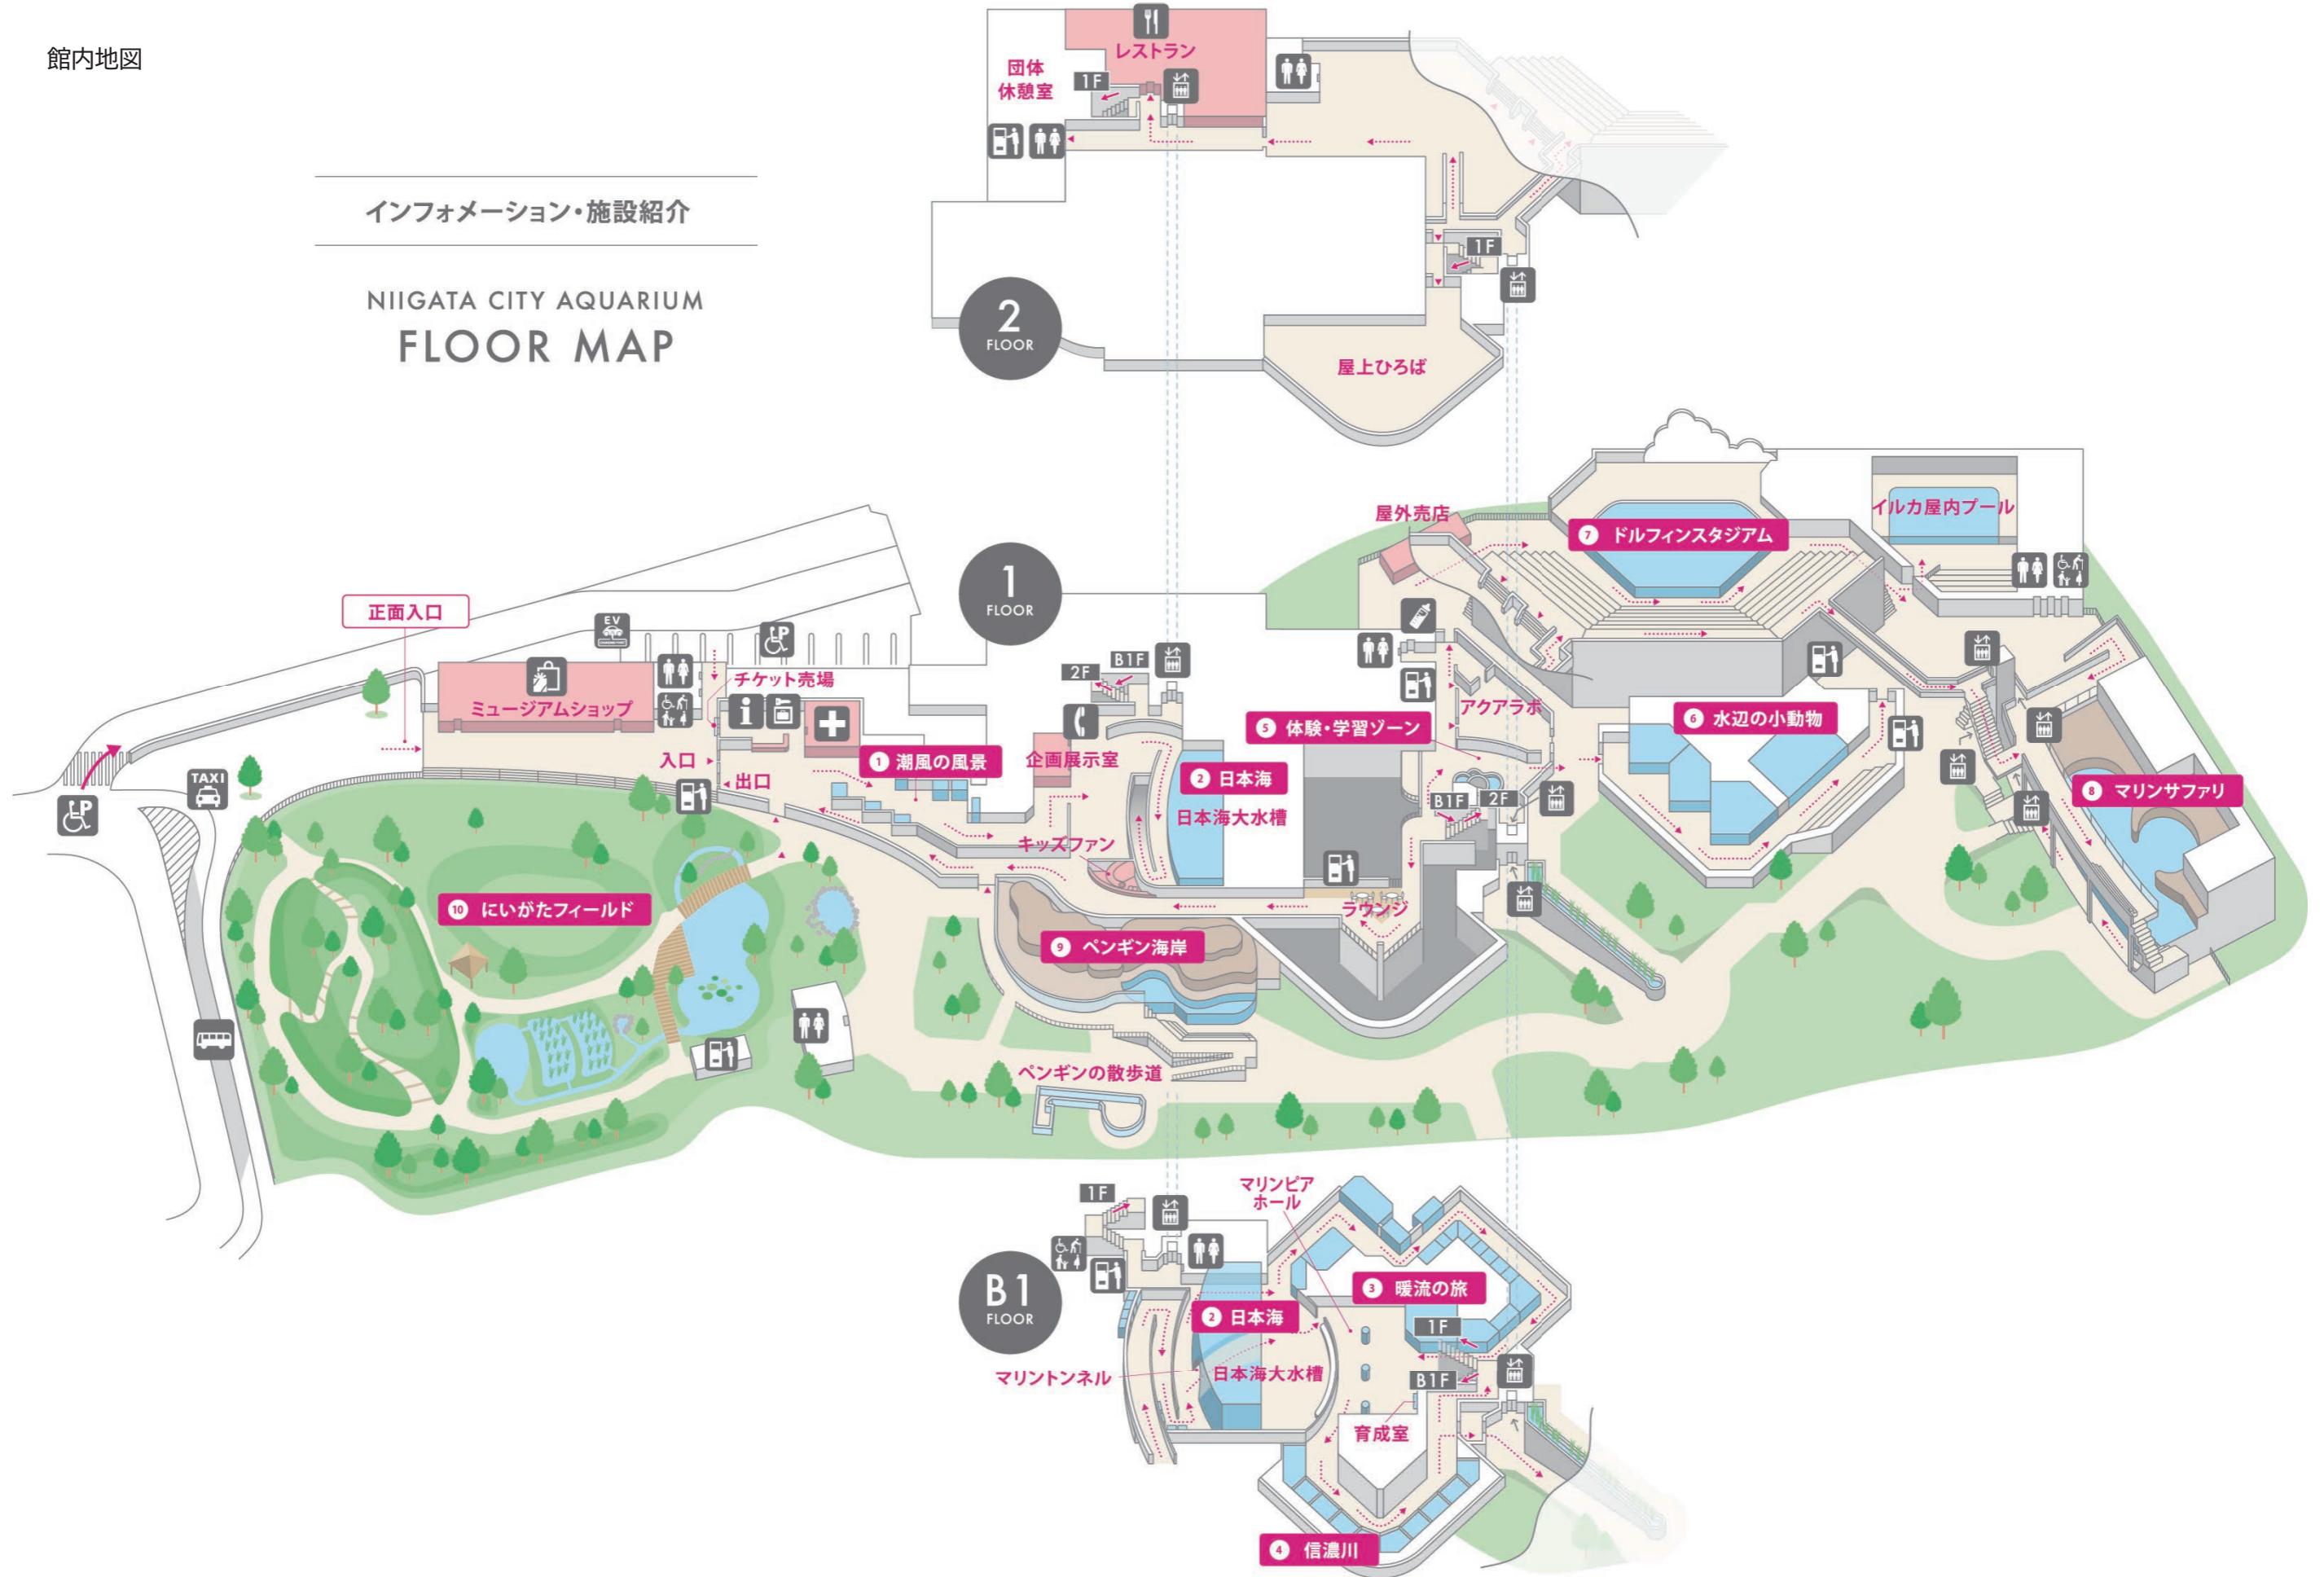 館内地図
インフォメーション・施設紹介
NIIGATA CITY AQUARIUM
FLOOR MAP
レストラン
団体
休憩室
1F
1F
2
FLOOR
屋上ひろば
1
FLOOR
屋外売店
7 ドルフィンスタジアム
イルカ屋内プール
正面入口
EV
P
チケット売場
ミュージアムショップ
i
2F
B1F
アクアラボ
5 体験・学習ゾーン
6 水辺の小動物
入口
出口
1 潮風の風景
企画展示室
2 日本海
日本海大水槽
B1F
2F
8 マリンサファリ
TAXI
P
キッズファン
10 にいがたフィールド
ラウンジ
9 ペンギン海岸
ペンギンの散歩道
B1
FLOOR
1F
マリンピア
ホール
3 暖流の旅
2 日本海
1F
マリントンネル
日本海大水槽
B1F
育成室
4 信濃川